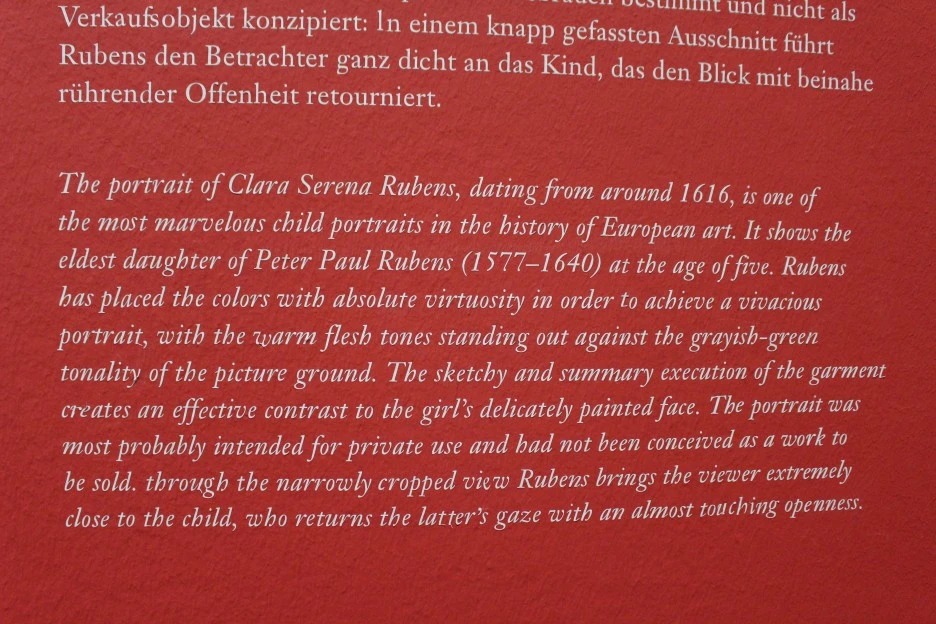 bestimmt und nicht als
Verkaufsobjekt konzipiert: In einem knapp gefassten Ausschnitt führt
Rubens den Betrachter ganz dicht an das Kind, das den Blick mit beinahe
rührender Offenheit retourniert.
The portrait of Clara Serena Rubens, dating from around 1616, is one of
the most marvelous child portraits in the history of European art. It shows the
eldest daughter of Peter Paul Rubens (1577–1640) at the age of five. Rubens
has placed the colors with absolute virtuosity in order to achieve a vivacious
portrait, with the warm flesh tones standing out against the grayish-green
tonality of the picture ground. The sketchy and summary execution of the garment
creates an effective contrast to the girl's delicately painted face. The portrait was
most probably intended for private use and had not been conceived as a work to
be sold. through the narrowly cropped view Rubens brings the viewer extremely
close to the child, who returns the latter's gaze with an almost touching openness.